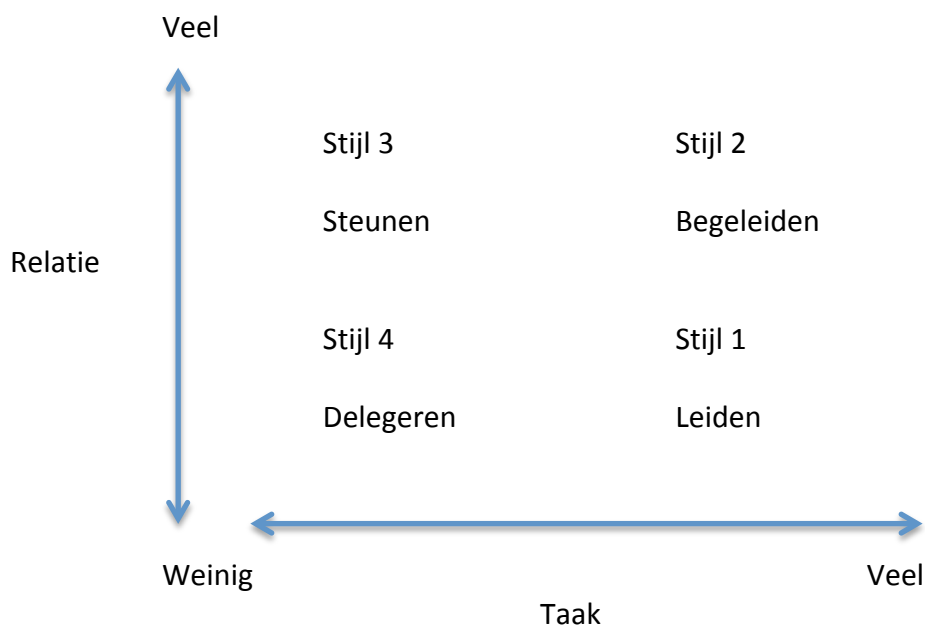 Veel
Stijl 3 Stijl 2
Steunen Begeleiden
Relatie
Stijl 4 Stijl 1
Delegeren Leiden
Weinig Veel
Taak